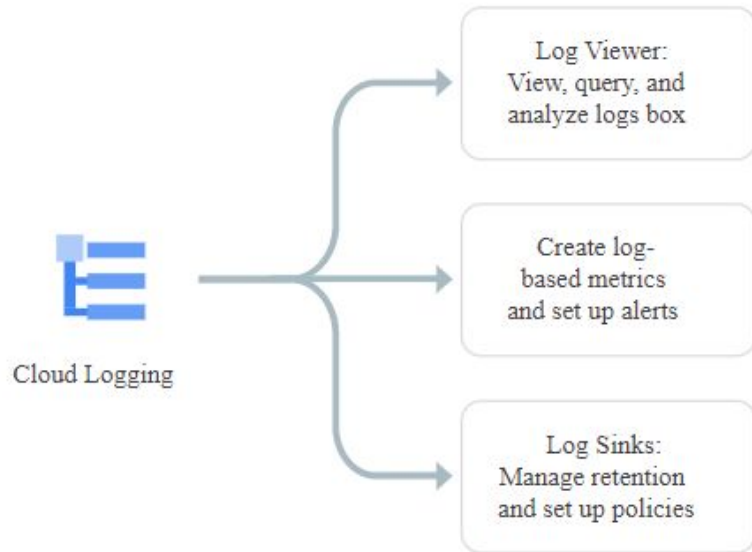 Log Viewer:
View, query, and
analyze logs box
Create log-
based metrics
and set up alerts
Cloud Logging
Log Sinks:
Manage retention
and set up policies